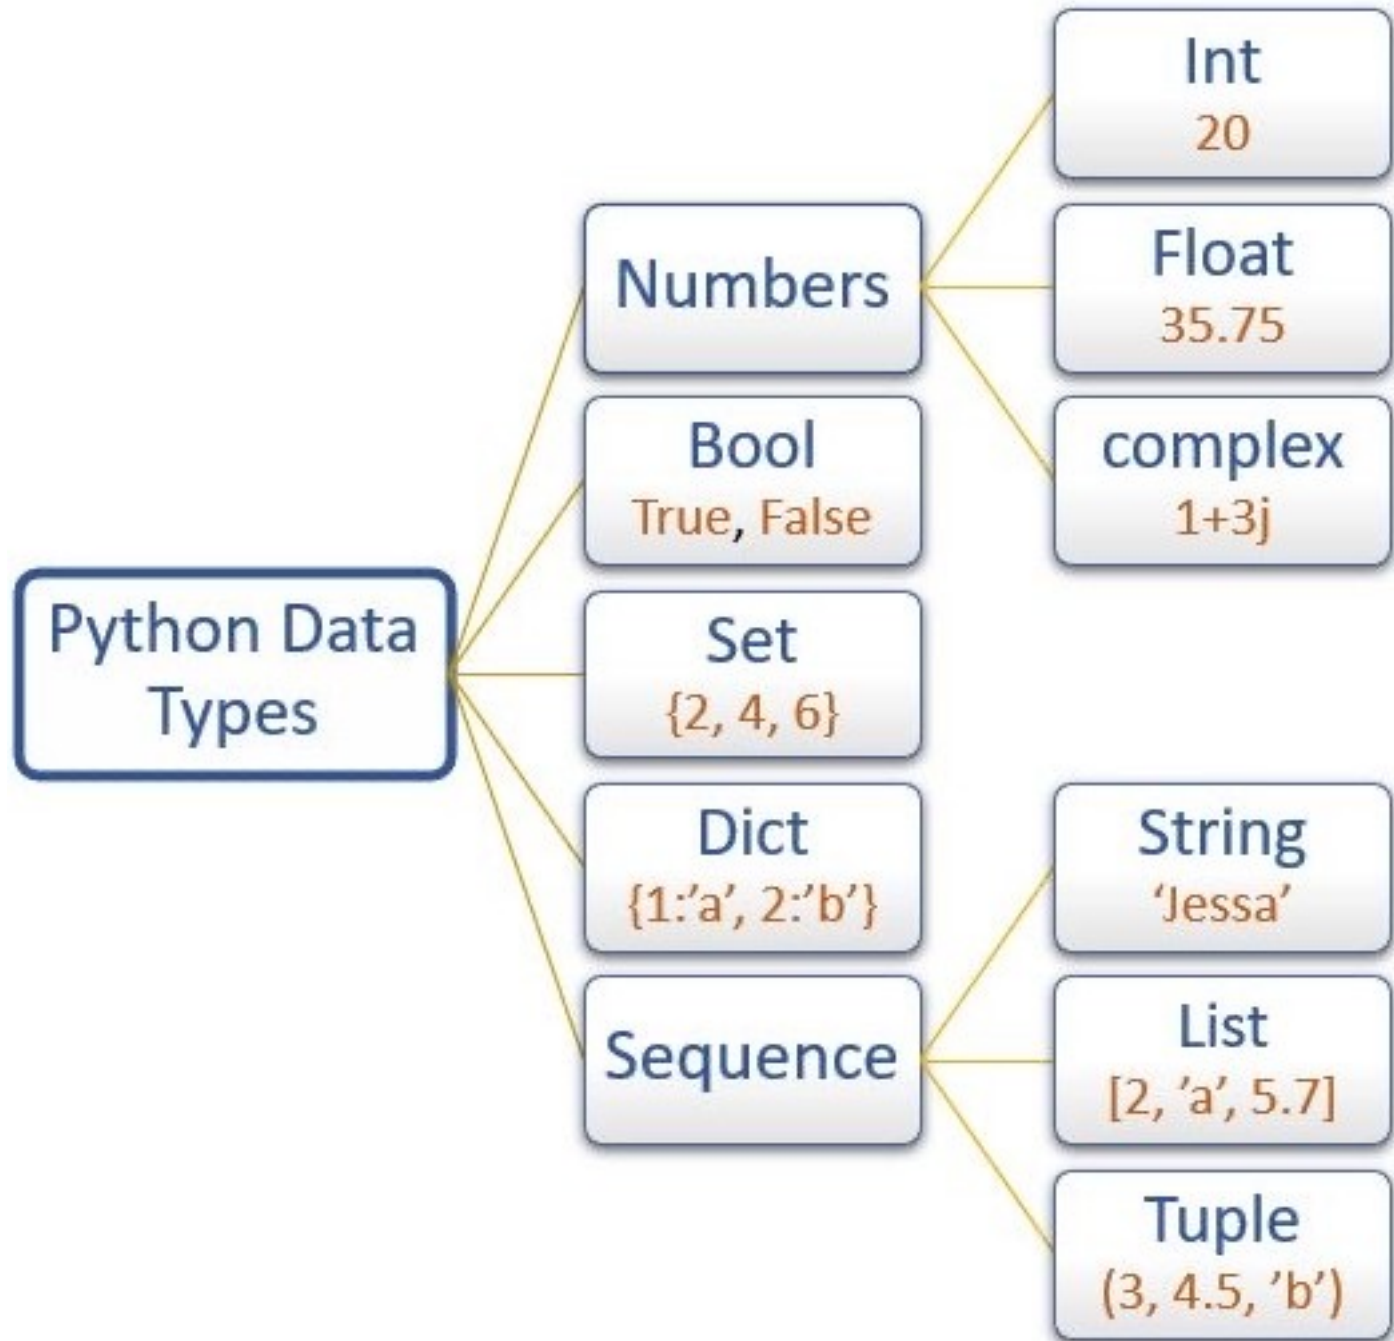 Python Data
Types
Numbers
Int
20
Float
35.75
complex
1+3j
Bool
True, False
Set
{2, 4, 6}
Dict
{1:’a’, 2:’b’}
Sequence
String
‘Jessa’
List
[2, ’a’, 5.7]
Tuple
(3, 4.5, ’b’)